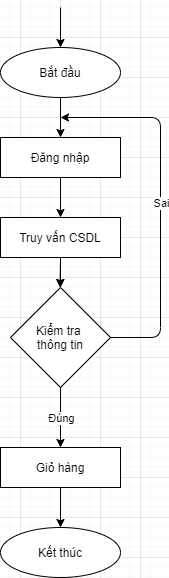 Bắt đầu
Đăng nhập
Truy vấn CSDL
Sai
Kiểm tra
thông tin
Đúng
Giỏ hàng
Kết thúc